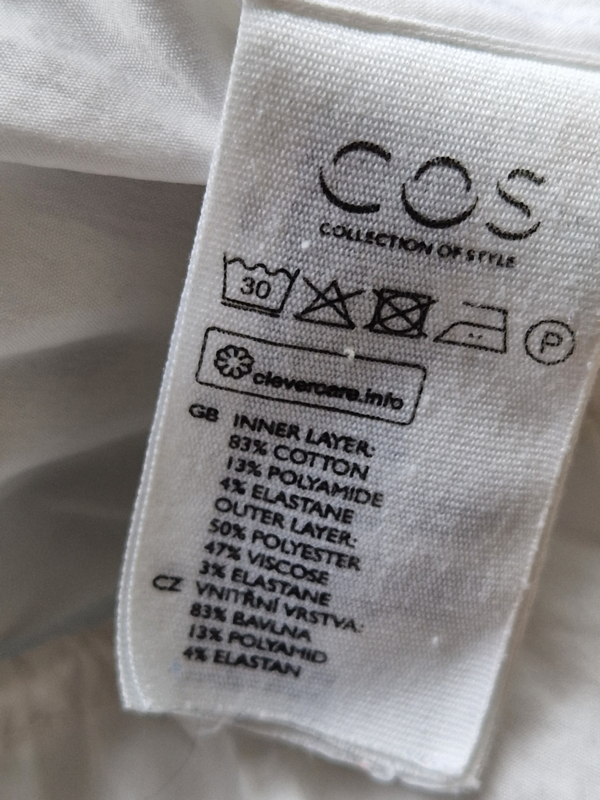 COS
COLLECTION OF STYLE
30
P
clevercare.info
GB INNER LAYER:
83% COTTON
13% POLYAMIDE
4% ELASTANE
OUTER LAYER:
50% POLYESTER
47% VISCOSE
3% ELASTANE
CZ VNITŘNÍ VRSTVA:
83% BAVLNA
13% POLYAMID
4% ELASTAN